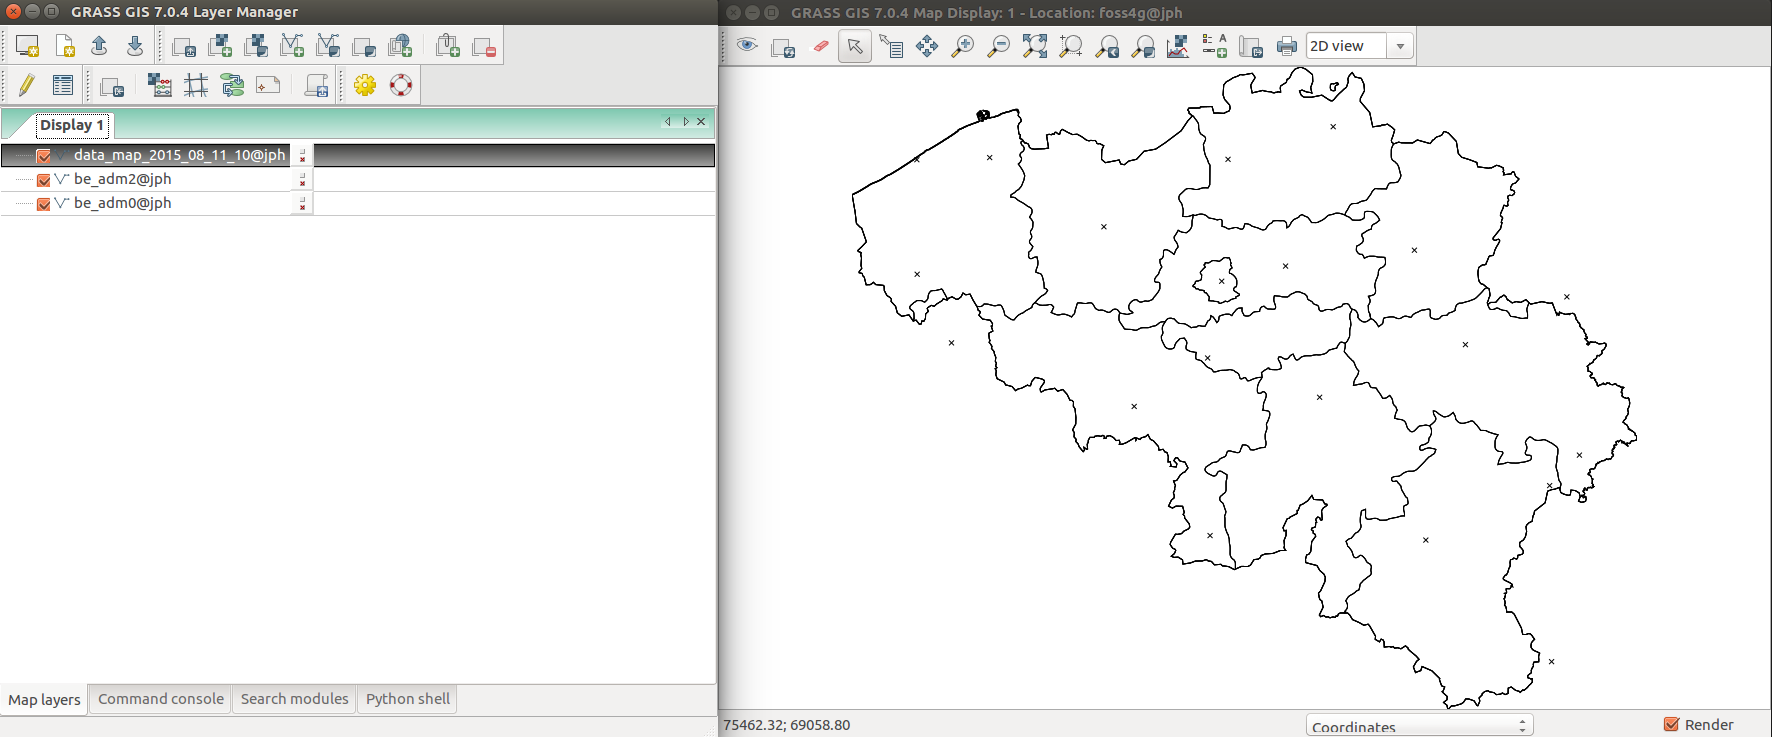 GRASS GIS 7.0.4 Layer Manager
GRASS GIS 7.0.4 Map Display: 1 - Location: foss4g@jph
2D view
Display 1
data_map_2015_08_11_10@jph
be_adm2@jph
be_adm0@jph
Map layers
Command console
Search modules
Python shell
75462.32; 69058.80
Coordinates
Render